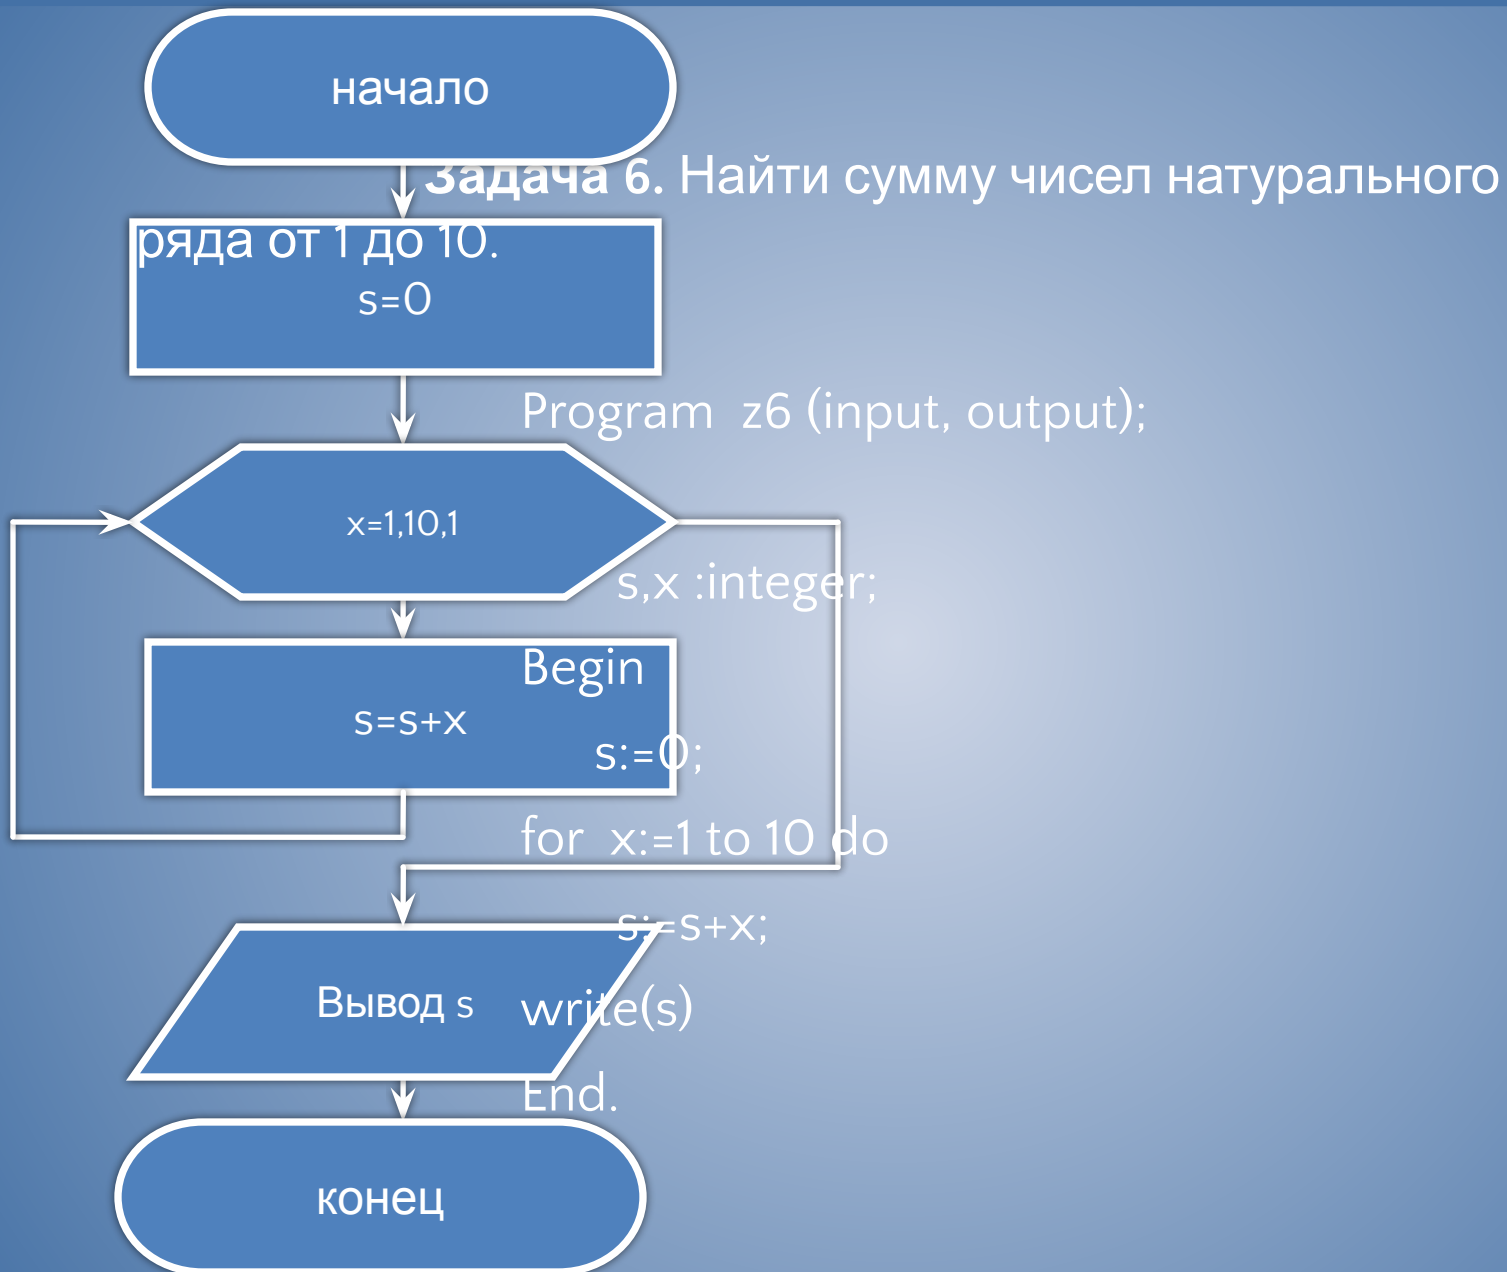 начало
Задача 6. Найти сумму чисел натурального
ряда от 1 до 10.
s=0
Program z6 (input, output);
x=1,10,1
s,x :integer;
Begin
s=s+x
s:=0;
for x:=1 to 10 do
s:=s+x;
Вывод s
write(s)
End.
конец